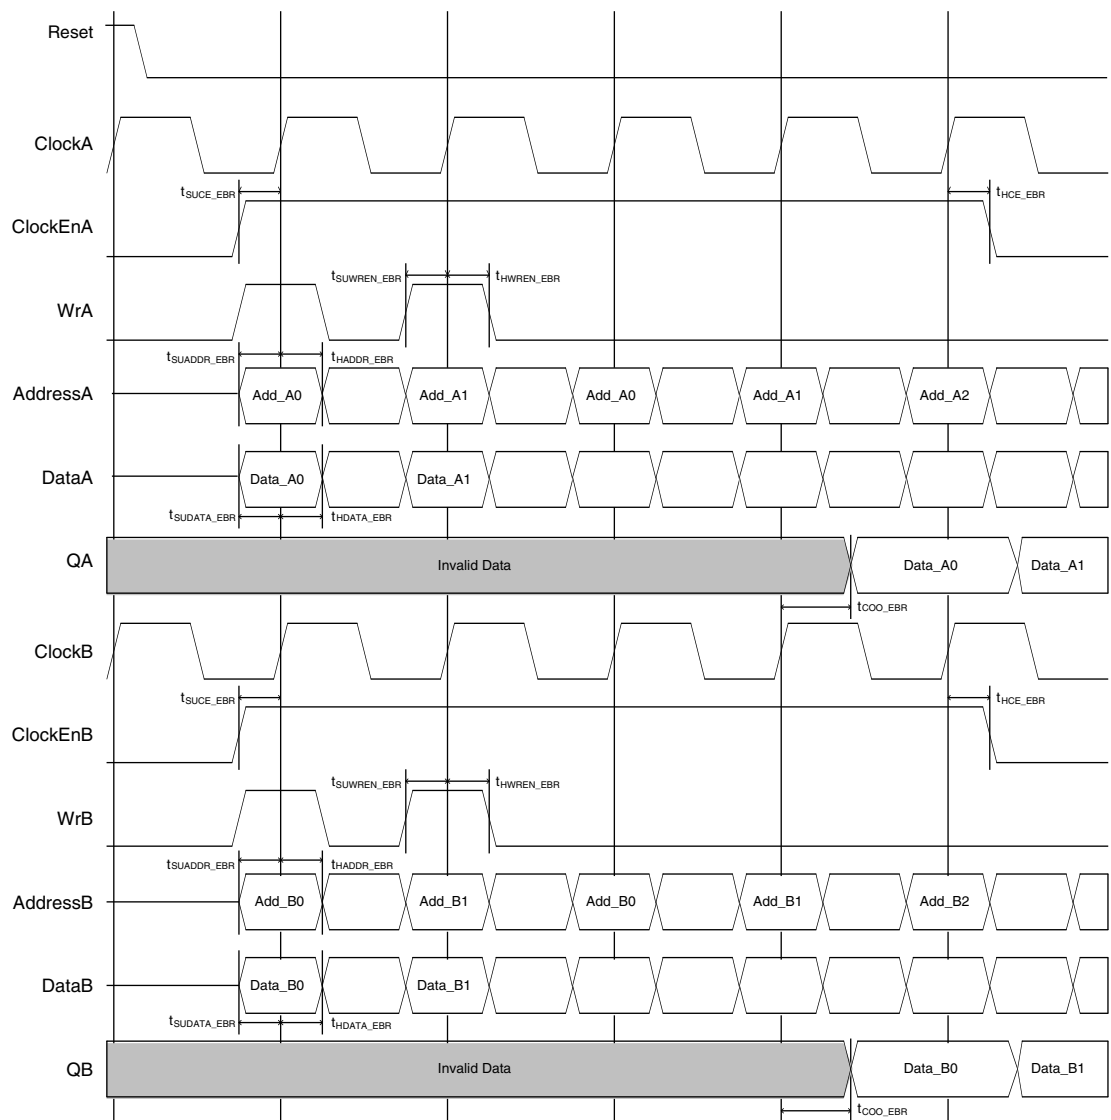 Reset
ClockA
tSUCE_EBR tHCE_EBR
ClockEnA
tSUWREN_EBR tHWREN_EBR
WrA
tSUADDR_EBR tHADDR_EBR
AddressA Add_A0 Add_A1 Add_A0 Add_A1 Add_A2
DataA Data_A0 Data_A1
tSUDATA_EBR tHDATA_EBR
QA Invalid Data Data_A0 Data_A1
tCOO_EBR
ClockB
tSUCE_EBR tHCE_EBR
ClockEnB
tSUWREN_EBR tHWREN_EBR
WrB
tSUADDR_EBR tHADDR_EBR
AddressB Add_B0 Add_B1 Add_B0 Add_B1 Add_B2
DataB Data_B0 Data_B1
tSUDATA_EBR tHDATA_EBR
QB Invalid Data Data_B0 Data_B1
tCOO_EBR